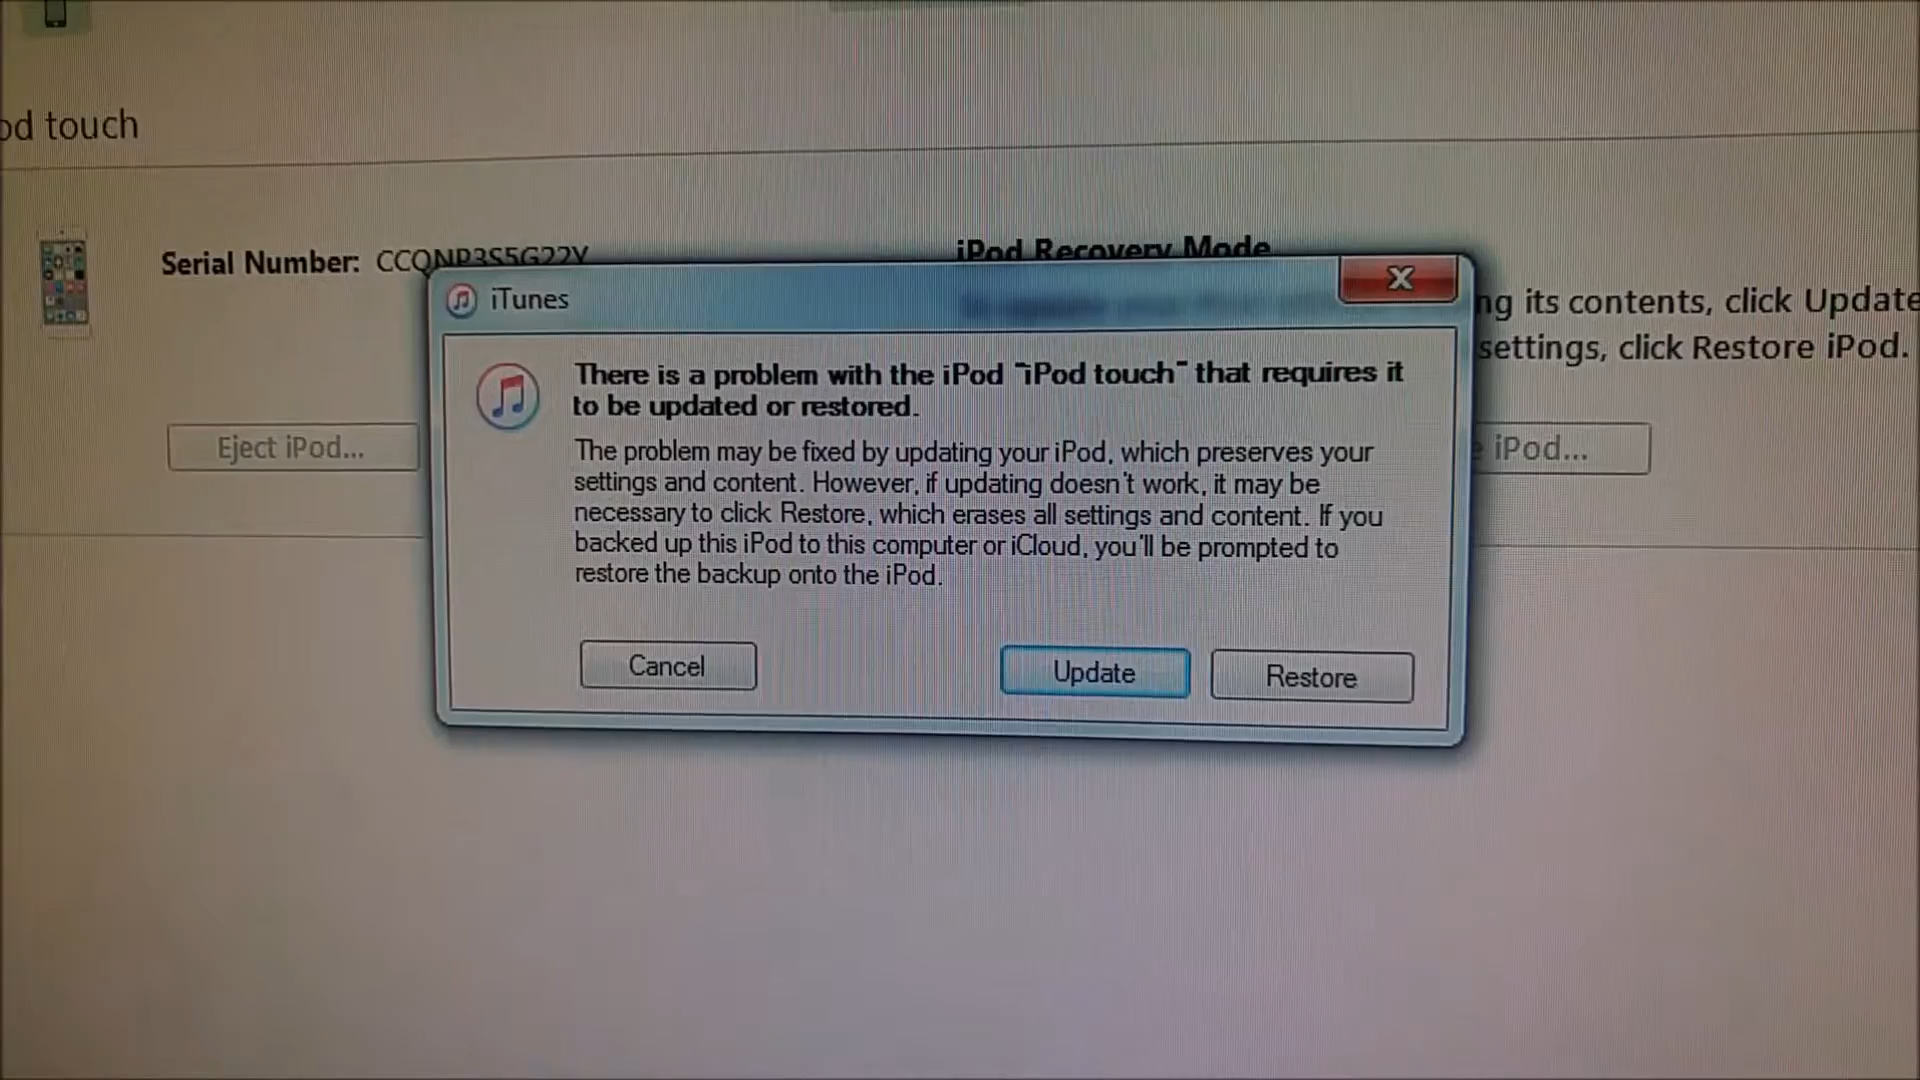 od touch
Serial Number: CCQNP3S5G22Y
iPod Recovery Mode
ng its contents, click Update
settings, click Restore iPod.
Eject iPod...
iPod...
iTunes
There is a problem with the iPod "iPod touch" that requires it
to be updated or restored.
The problem may be fixed by updating your iPod, which preserves your
settings and content. However, if updating doesn't work, it may be
necessary to click Restore, which erases all settings and content. If you
backed up this iPod to this computer or iCloud, you'll be prompted to
restore the backup onto the iPod.
Cancel
Update
Restore